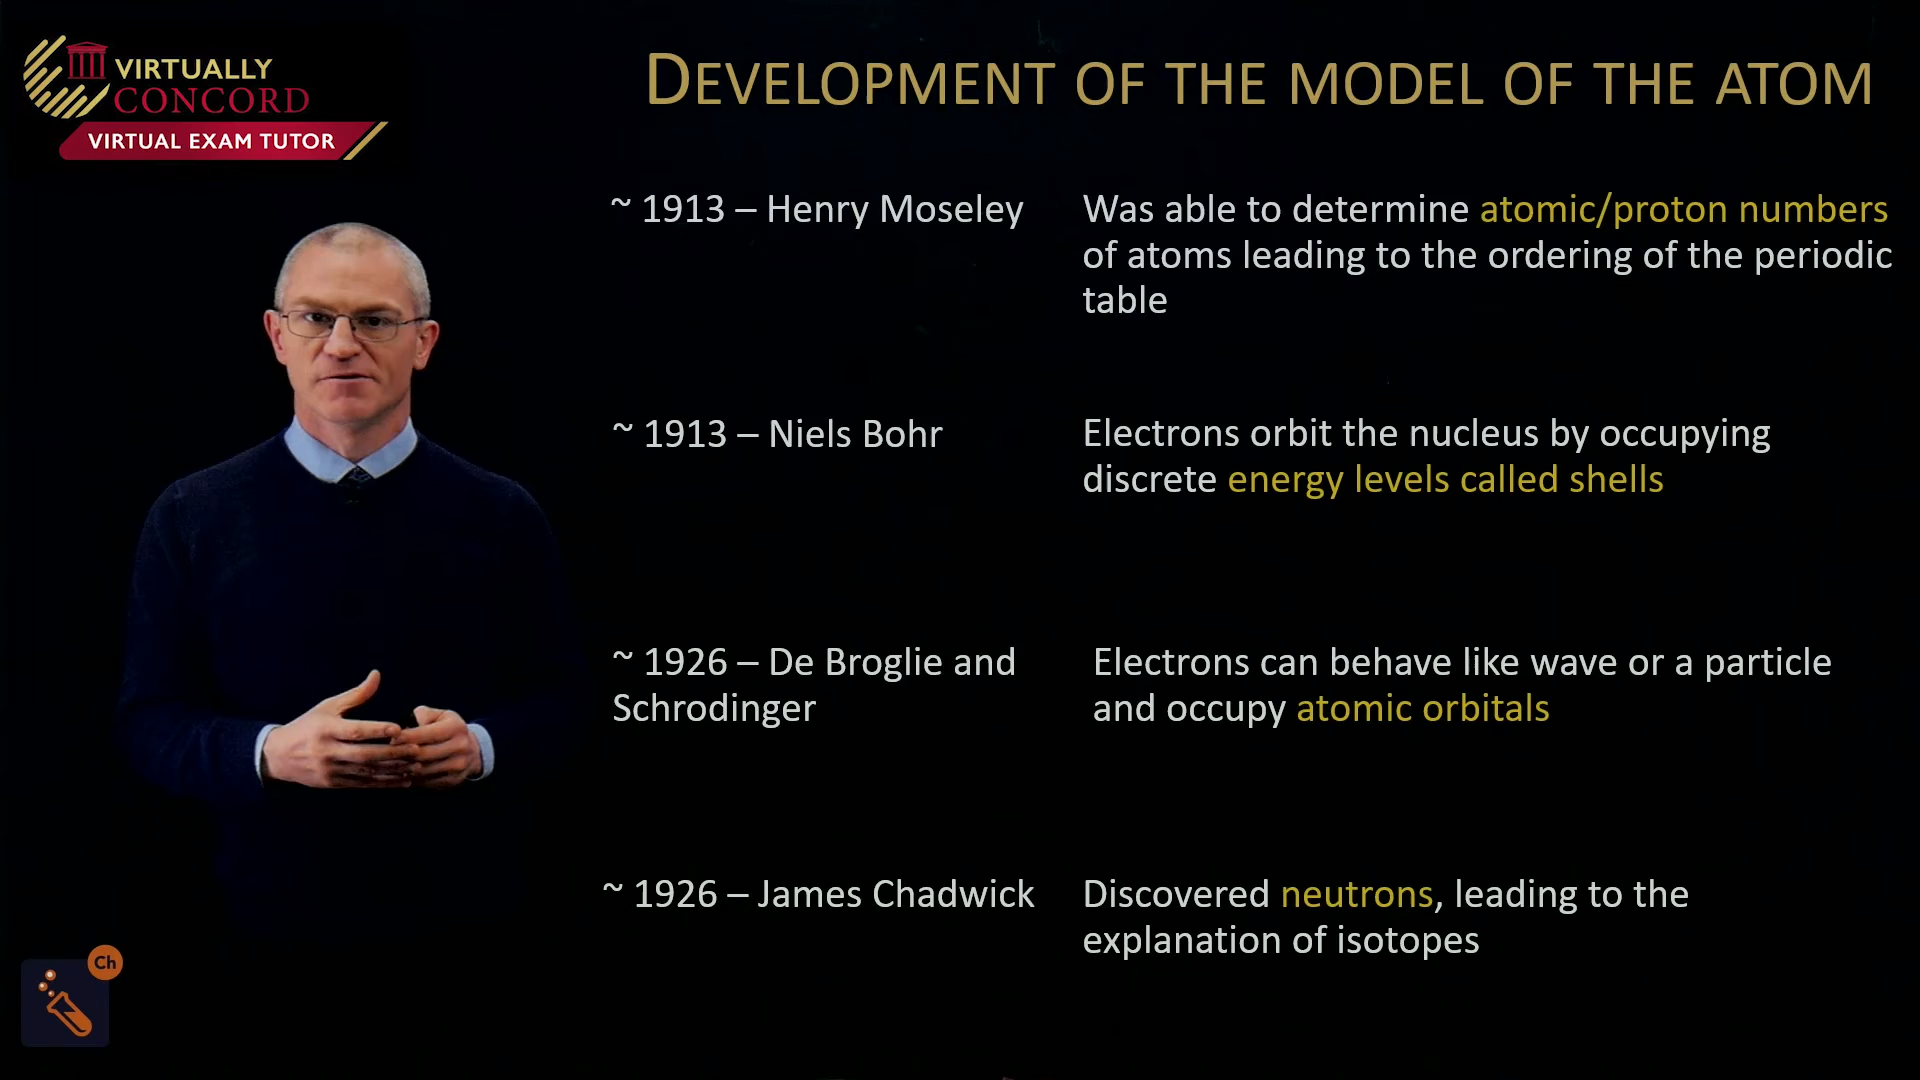 VIRTUALLY
CONCORD
VIRTUAL EXAM TUTOR
DEVELOPMENT OF THE MODEL OF THE ATOM
~ 1913 – Henry Moseley
Was able to determine atomic/proton numbers
of atoms leading to the ordering of the periodic
table
~ 1913 – Niels Bohr
Electrons orbit the nucleus by occupying
discrete energy levels called shells
~ 1926 – De Broglie and
Schrodinger
Electrons can behave like wave or a particle
and occupy atomic orbitals
~ 1926 – James Chadwick
Discovered neutrons, leading to the
explanation of isotopes
Ch